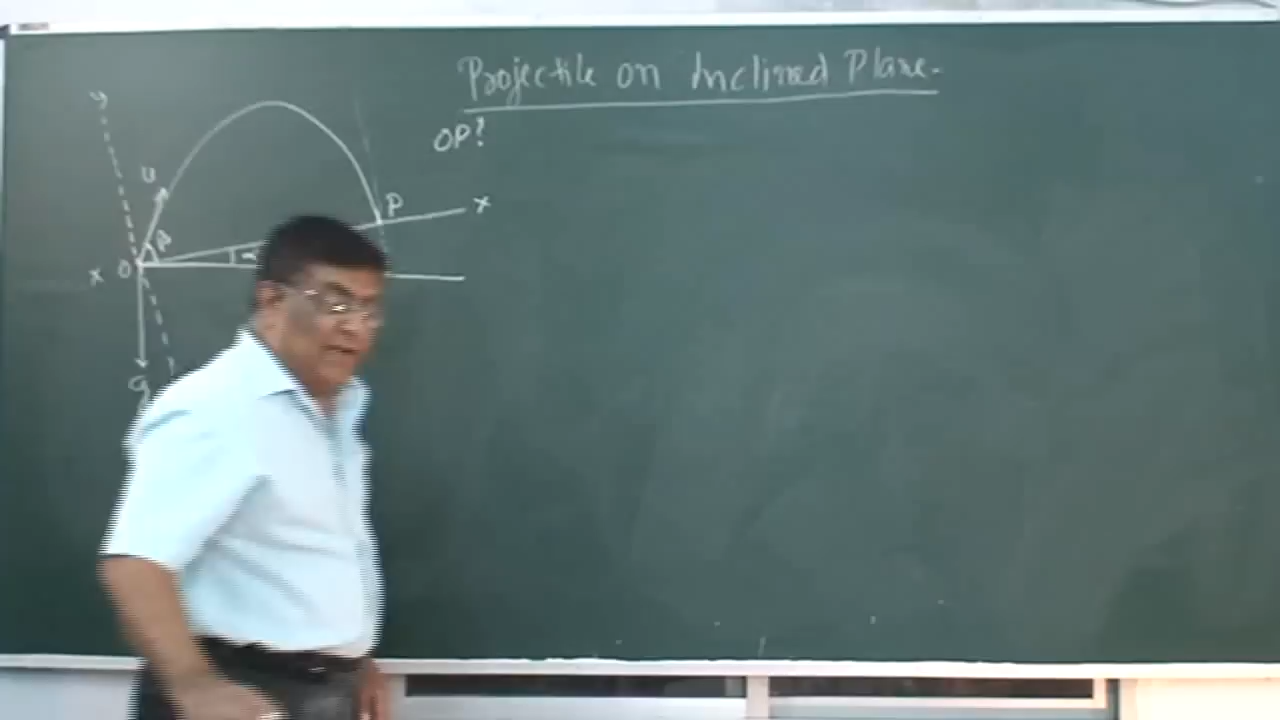 Projectile on Inclined Plane.
y
OP?
u
P
x
β
α
x O
g